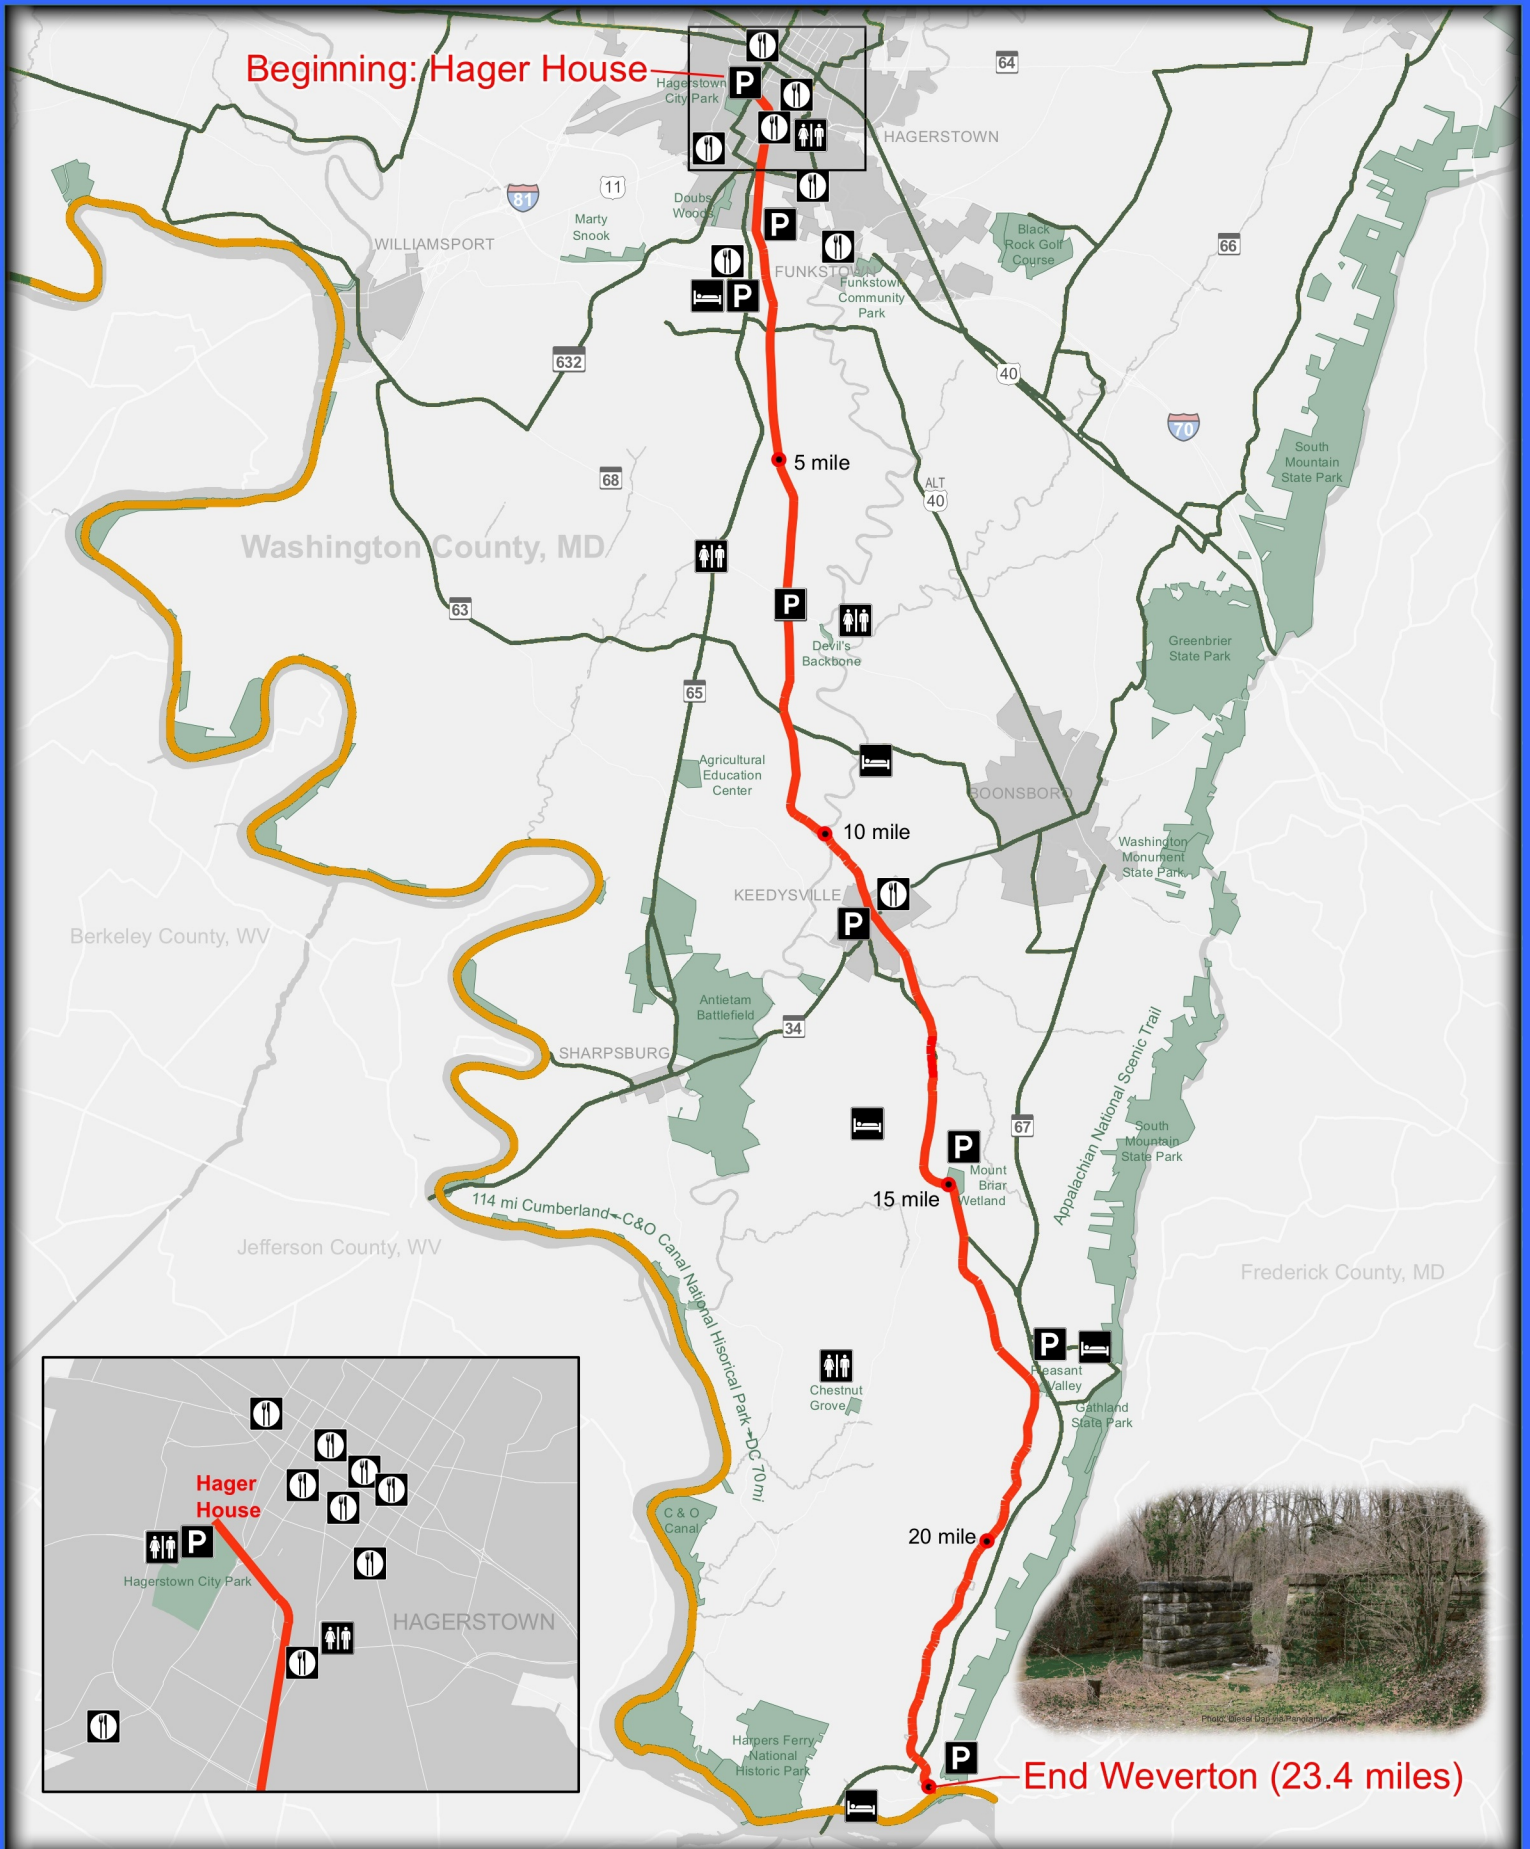 Beginning: Hager House
P
Hagerstown
City Park
64
HAGERSTOWN
81
11
Doubs
Woods
Marty
Snook
P
Black
Rock Golf
Course
66
WILLIAMSPORT
FUNKSTOWN
Funkstown
Community
Park
P
632
40
70
5 mile
South
Mountain
State Park
68
ALT
40
Washington County, MD
63
P
Devil's
Backbone
Greenbrier
State Park
65
Agricultural
Education
Center
BOONSBORO
10 mile
Washington
Monument
State Park
KEEDYSVILLE
P
Berkeley County, WV
Antietam
Battlefield
34
SHARPSBURG
Appalachian National Scenic Trail
67
South
Mountain
State Park
P
Mount
Briar
Wetland
15 mile
114 mi Cumberland←C&O Canal National Hisorical Park→DC 70mi
Jefferson County, WV
Frederick County, MD
P
Pleasant
Valley
Chestnut
Grove
Gathland
State Park
Hager
House
P
Hagerstown City Park
HAGERSTOWN
C & O
Canal
20 mile
Harpers Ferry
National
Historic Park
P
End Weverton (23.4 miles)